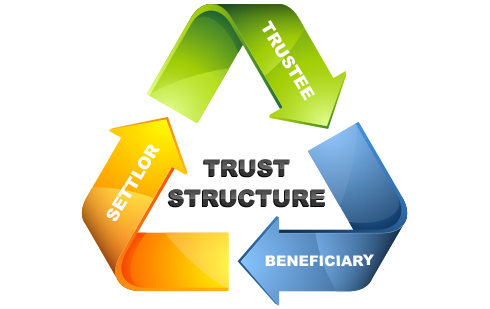 TRUSTEE
SETTLOR
TRUST
STRUCTURE
BENEFICIARY